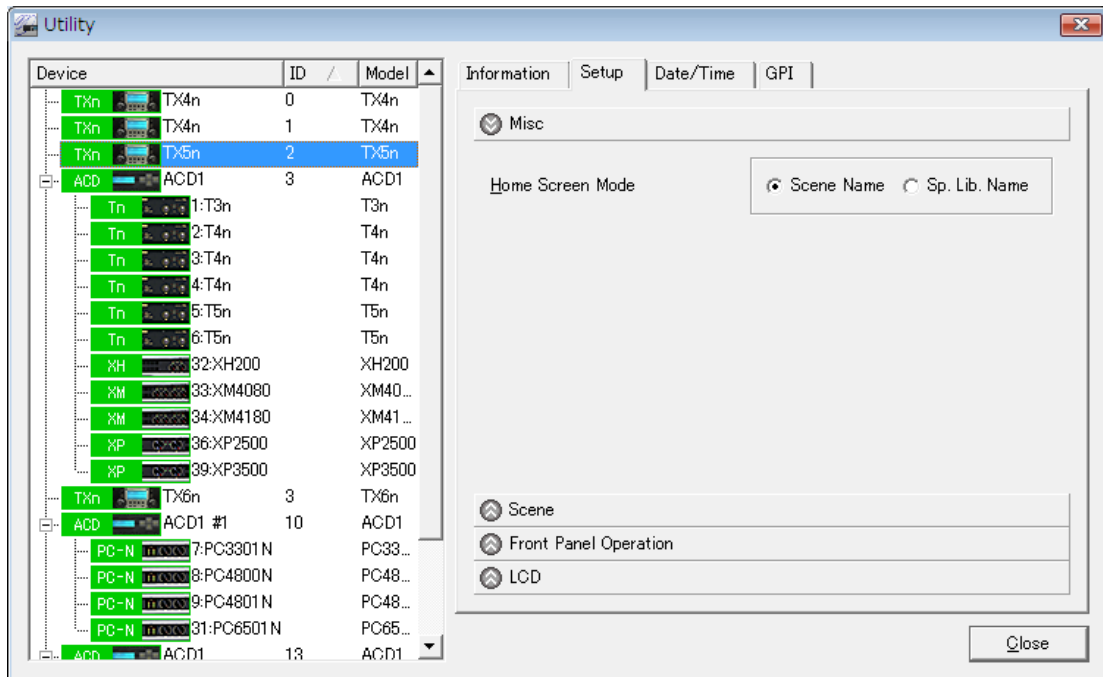 Utility
Device ID Model
TXn TX4n 0 TX4n
TXn TX4n 1 TX4n
TXn TX5n 2 TX5n
ACD ACD1 3 ACD1
Tn 1:T3n T3n
Tn 2:T4n T4n
Tn 3:T4n T4n
Tn 4:T4n T4n
Tn 5:T5n T5n
Tn 6:T5n T5n
XH 32:XH200 XH200
XM 33:XM4080 XM40...
XM 34:XM4180 XM41...
XP 36:XP2500 XP2500
XP 39:XP3500 XP3500
TXn TX6n 3 TX6n
ACD ACD1 #1 10 ACD1
PC-N 7:PC3301N PC33...
PC-N 8:PC4800N PC48...
PC-N 9:PC4801N PC48...
PC-N 31:PC6501N PC65...
ACD ACD1 13 ACD1
Information Setup Date/Time GPI
Misc
Home Screen Mode Scene Name Sp. Lib. Name
Scene
Front Panel Operation
LCD
Close